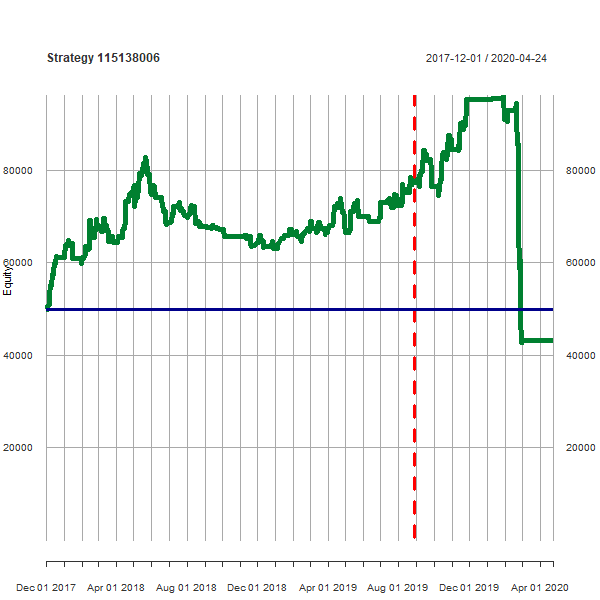 Strategy 115138006
2017-12-01 / 2020-04-24
80000 80000
60000 60000
Equity
40000 40000
20000 20000
Dec 01 2017 Apr 01 2018 Aug 01 2018 Dec 01 2018 Apr 01 2019 Aug 01 2019 Dec 01 2019 Apr 01 2020